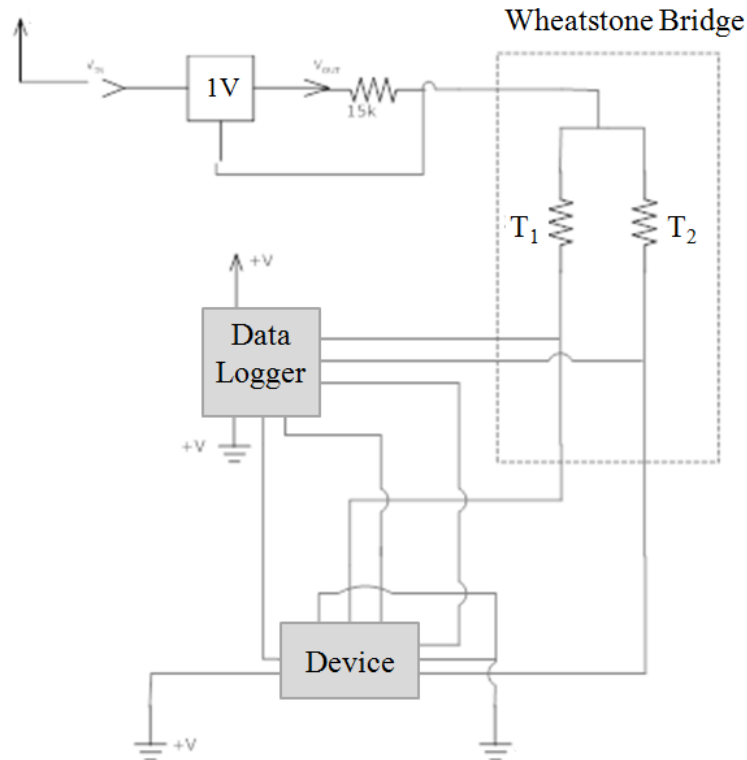 Wheatstone Bridge
V_IN
1V
V_OUT
15k
T₁
T₂
+V
Data
Logger
+V
Device
+V